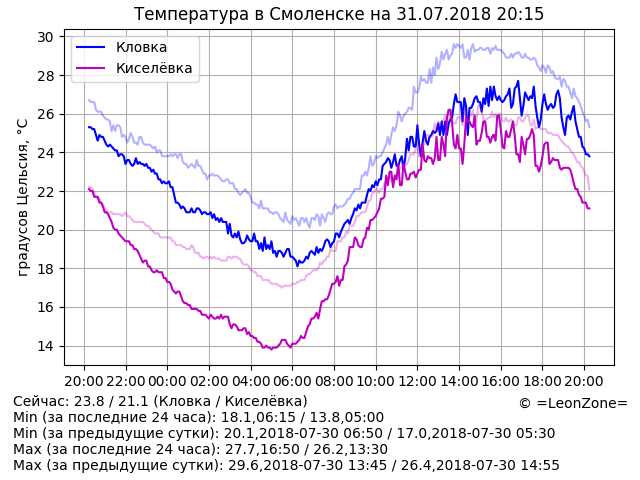 Температура в Смоленске на 31.07.2018 20:15
Кловка
Киселёвка
градусов Цельсия, °C
30
28
26
24
22
20
18
16
14
20:00 22:00 00:00 02:00 04:00 06:00 08:00 10:00 12:00 14:00 16:00 18:00 20:00
Сейчас: 23.8 / 21.1 (Кловка / Киселёвка)
© =LeonZone=
Min (за последние 24 часа): 18.1,06:15 / 13.8,05:00
Min (за предыдущие сутки): 20.1,2018-07-30 06:50 / 17.0,2018-07-30 05:30
Max (за последние 24 часа): 27.7,16:50 / 26.2,13:30
Max (за предыдущие сутки): 29.6,2018-07-30 13:45 / 26.4,2018-07-30 14:55